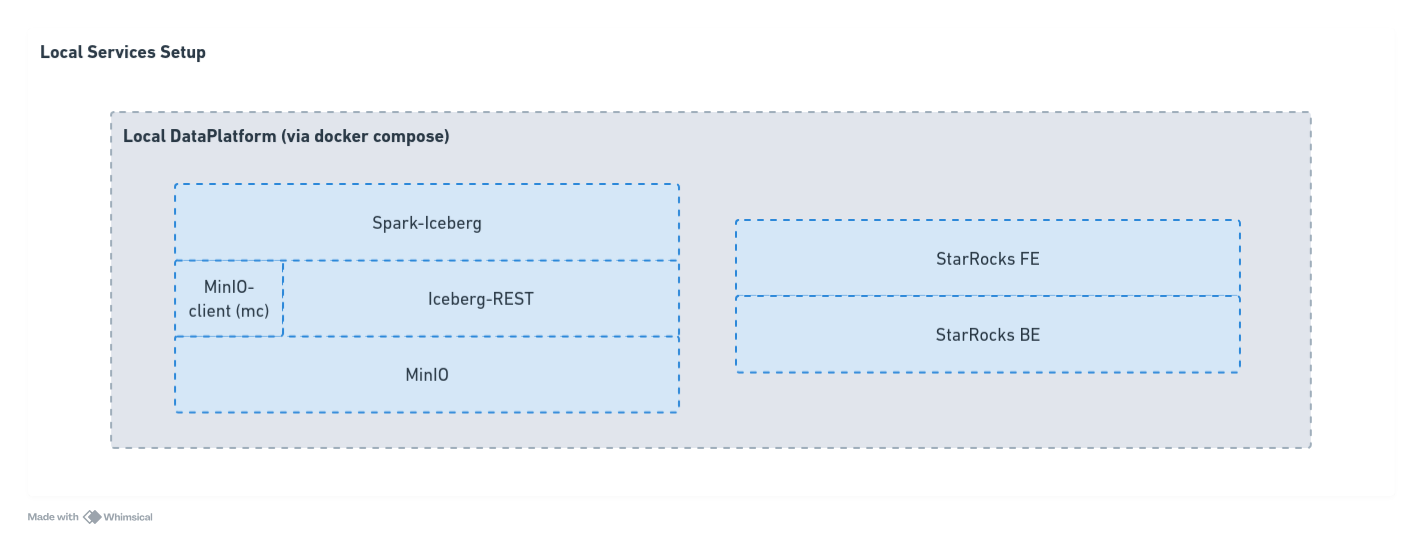 Local Services Setup
Local DataPlatform (via docker compose)
Spark-Iceberg
MinIO-
client (mc)
Iceberg-REST
MinIO
StarRocks FE
StarRocks BE
Made with Whimsical